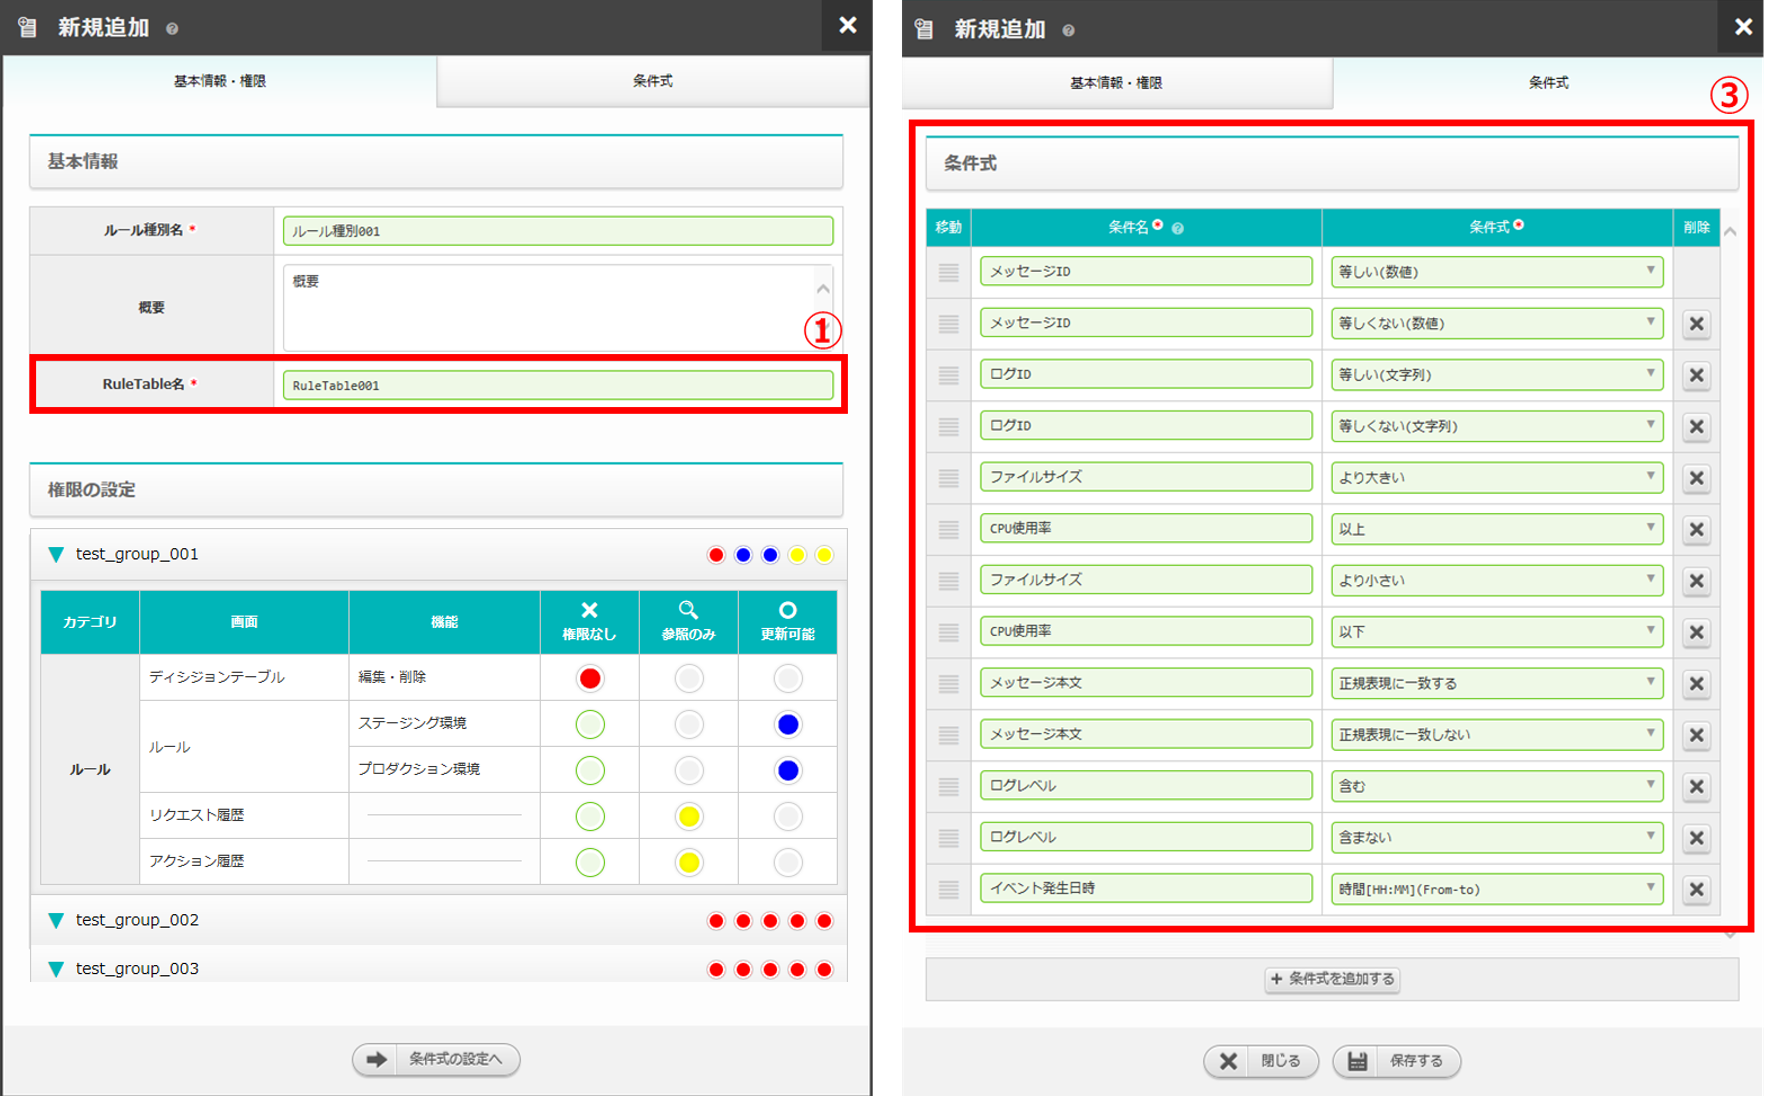 新規追加
基本情報・権限
条件式
基本情報
ルール種別名 *
ルール種別001
概要
概要
①
RuleTable名 *
RuleTable001
権限の設定
test_group_001
カテゴリ 画面 機能 権限なし 参照のみ 更新可能
ルール
ディシジョンテーブル 編集・削除
ルール
ステージング環境
プロダクション環境
リクエスト履歴
アクション履歴
test_group_002
test_group_003
条件式の設定へ
新規追加
基本情報・権限
条件式
③
条件式
移動 条件名 条件式 削除
メッセージID 等しい(数値)
メッセージID 等しくない(数値)
ログID 等しい(文字列)
ログID 等しくない(文字列)
ファイルサイズ より大きい
CPU使用率 以上
ファイルサイズ より小さい
CPU使用率 以下
メッセージ本文 正規表現に一致する
メッセージ本文 正規表現に一致しない
ログレベル 含む
ログレベル 含まない
イベント発生日時 時間[HH:MM](From-to)
+ 条件式を追加する
閉じる
保存する